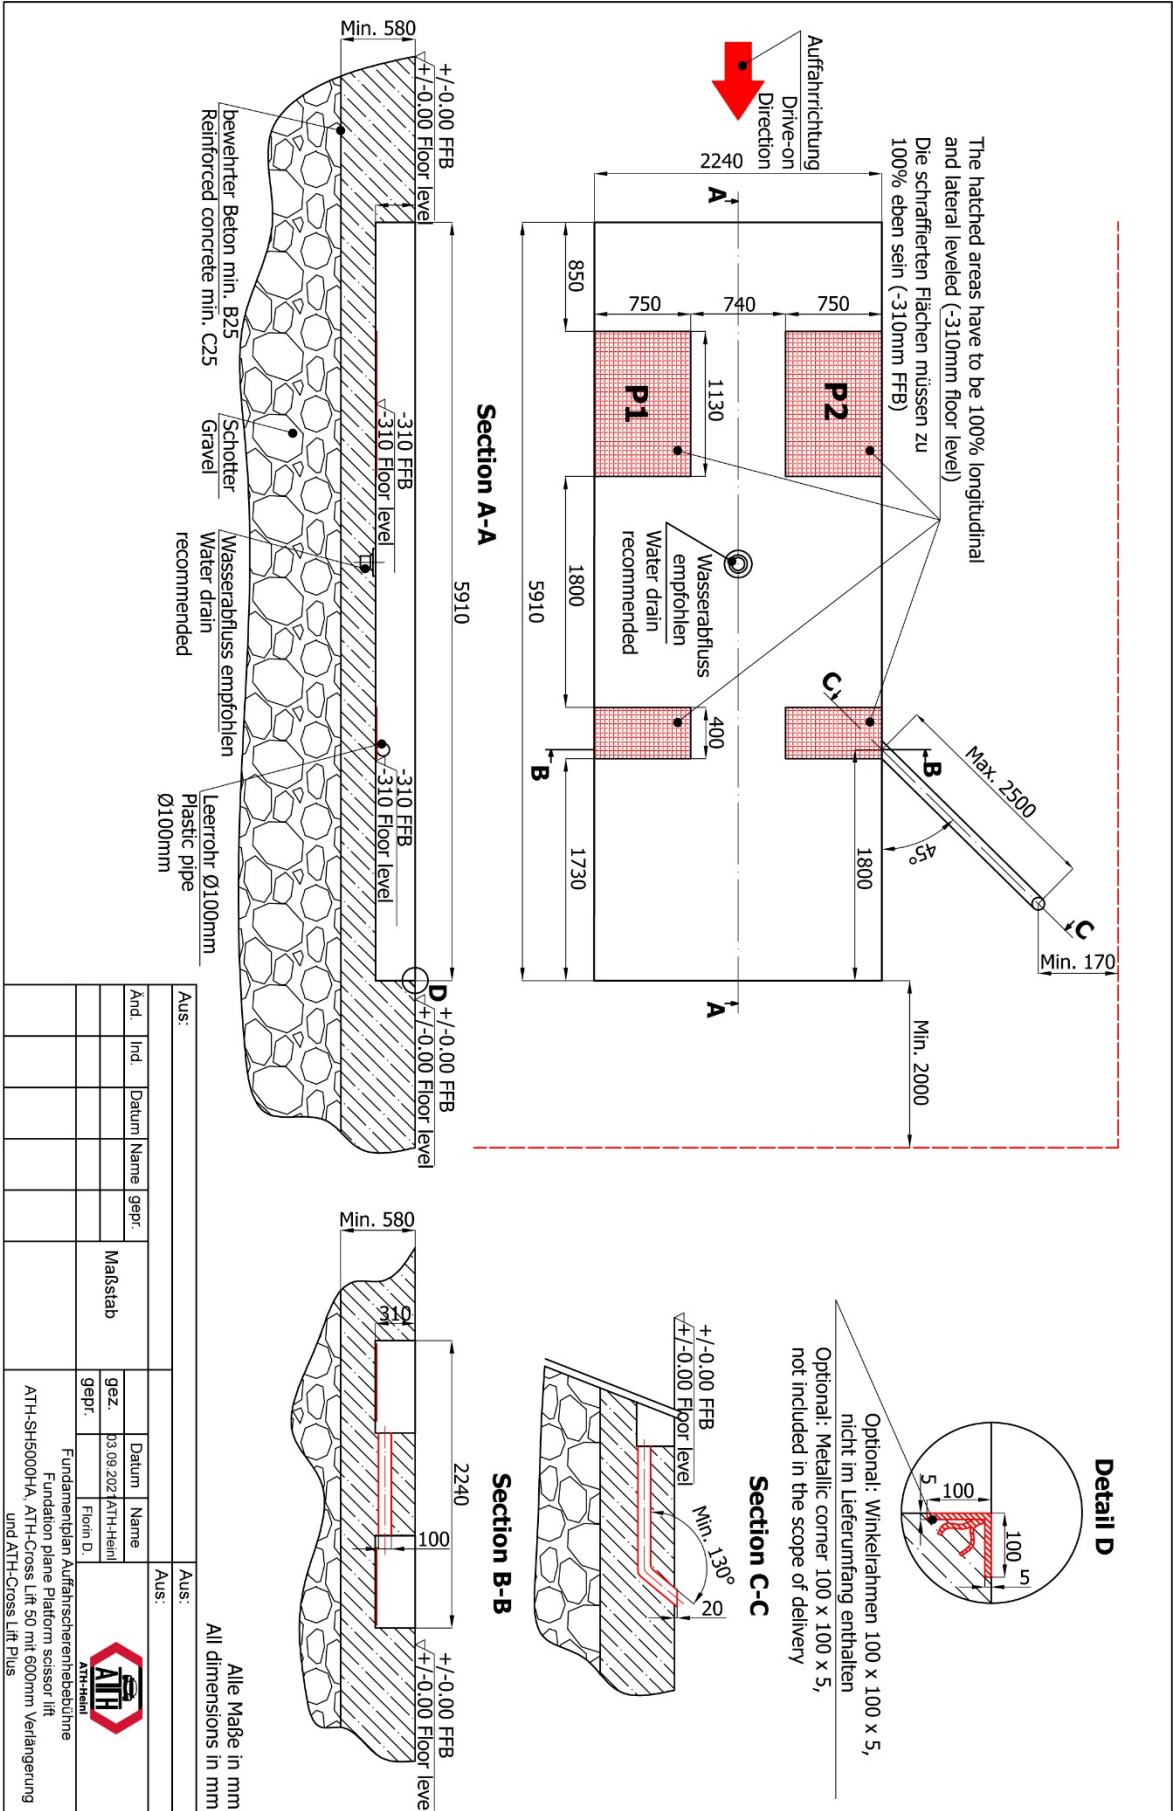 The hatched areas have to be 100% longitudinal
and lateral leveled (-310mm floor level)
Die schraffierten Flächen müssen zu
100% eben sein (-310mm FFB)
Auffahrrichtung
Drive-on
Direction
2240
A
850
750
740
750
1130
P2
P1
1800
5910
400
1730
1800
Wasserabfluss
empfohlen
Water drain
recommended
C
B
B
Max. 2500
45°
C
Min. 170
A
Min. 2000
Section A-A
Min. 580
+/-0.00 FFB
+/-0.00 Floor level
5910
-310 FFB
-310 Floor level
-310 FFB
-310 Floor level
D
+/-0.00 FFB
+/-0.00 Floor level
bewehrter Beton min. B25
Reinforced concrete min. C25
Schotter
Gravel
Wasserabfluss empfohlen
Water drain
recommended
Leerrohr Ø100mm
Plastic pipe
Ø100mm
Detail D
5
100
100
5
Optional: Winkelrahmen 100 x 100 x 5,
nicht im Lieferumfang enthalten
Optional: Metallic corner 100 x 100 x 5,
not included in the scope of delivery
Section C-C
+/-0.00 FFB
+/-0.00 Floor level
Min. 130°
20
Section B-B
Min. 580
310
2240
100
+/-0.00 FFB
+/-0.00 Floor leve
Alle Maße in mm
All dimensions in mm
Aus:
Aus:
Aus:
Änd.
Ind.
Datum
Name
gepr.
Maßstab
Datum
Name
gez.
03.09.2021
ATH-Heinl
gepr.
Florin D.
ATH
ATH-Heinl
Fundamentplan Auffahrscherenhebebühne
Fundation plane Platform scissor lift
ATH-SH5000HA, ATH-Cross Lift 50 mit 600mm Verlängerung
und ATH-Cross Lift Plus